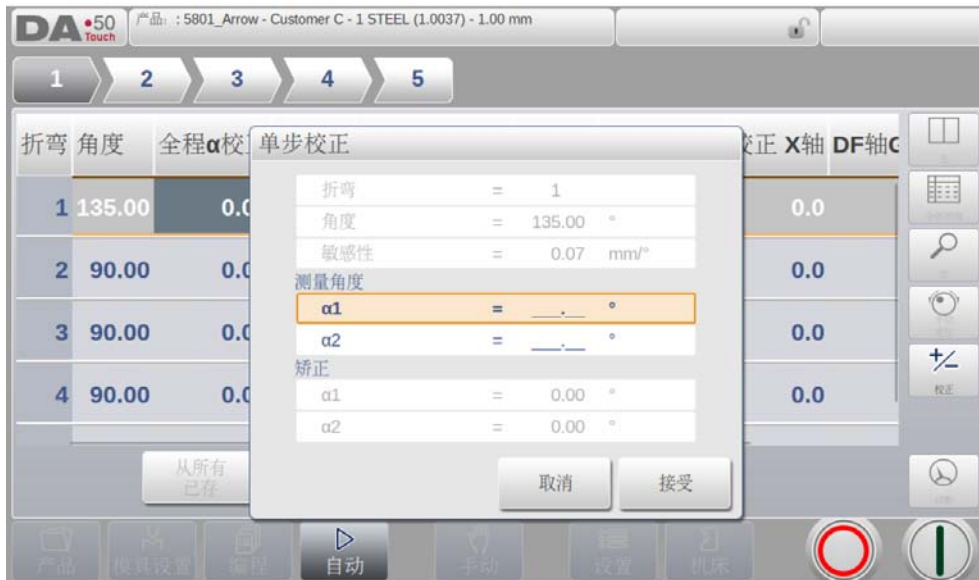 DA•50 Touch
产品: : 5801_Arrow - Customer C - 1 STEEL (1.0037) - 1.00 mm
1 2 3 4 5
折弯 角度 全程α校 校正 X轴 DF轴
单步校正
折弯 = 1
角度 = 135.00 °
敏感性 = 0.07 mm/°
测量角度
α1 = __.__ °
α2 = __.__ °
矫正
α1 = 0.00 °
α2 = 0.00 °
取消 接受
1 135.00 0.0 0.0
2 90.00 0.0 0.0
3 90.00 0.0 0.0
4 90.00 0.0 0.0
从所有
已存
+/-
校正
产品 模具设置 编程 自动 手动 设置 机床